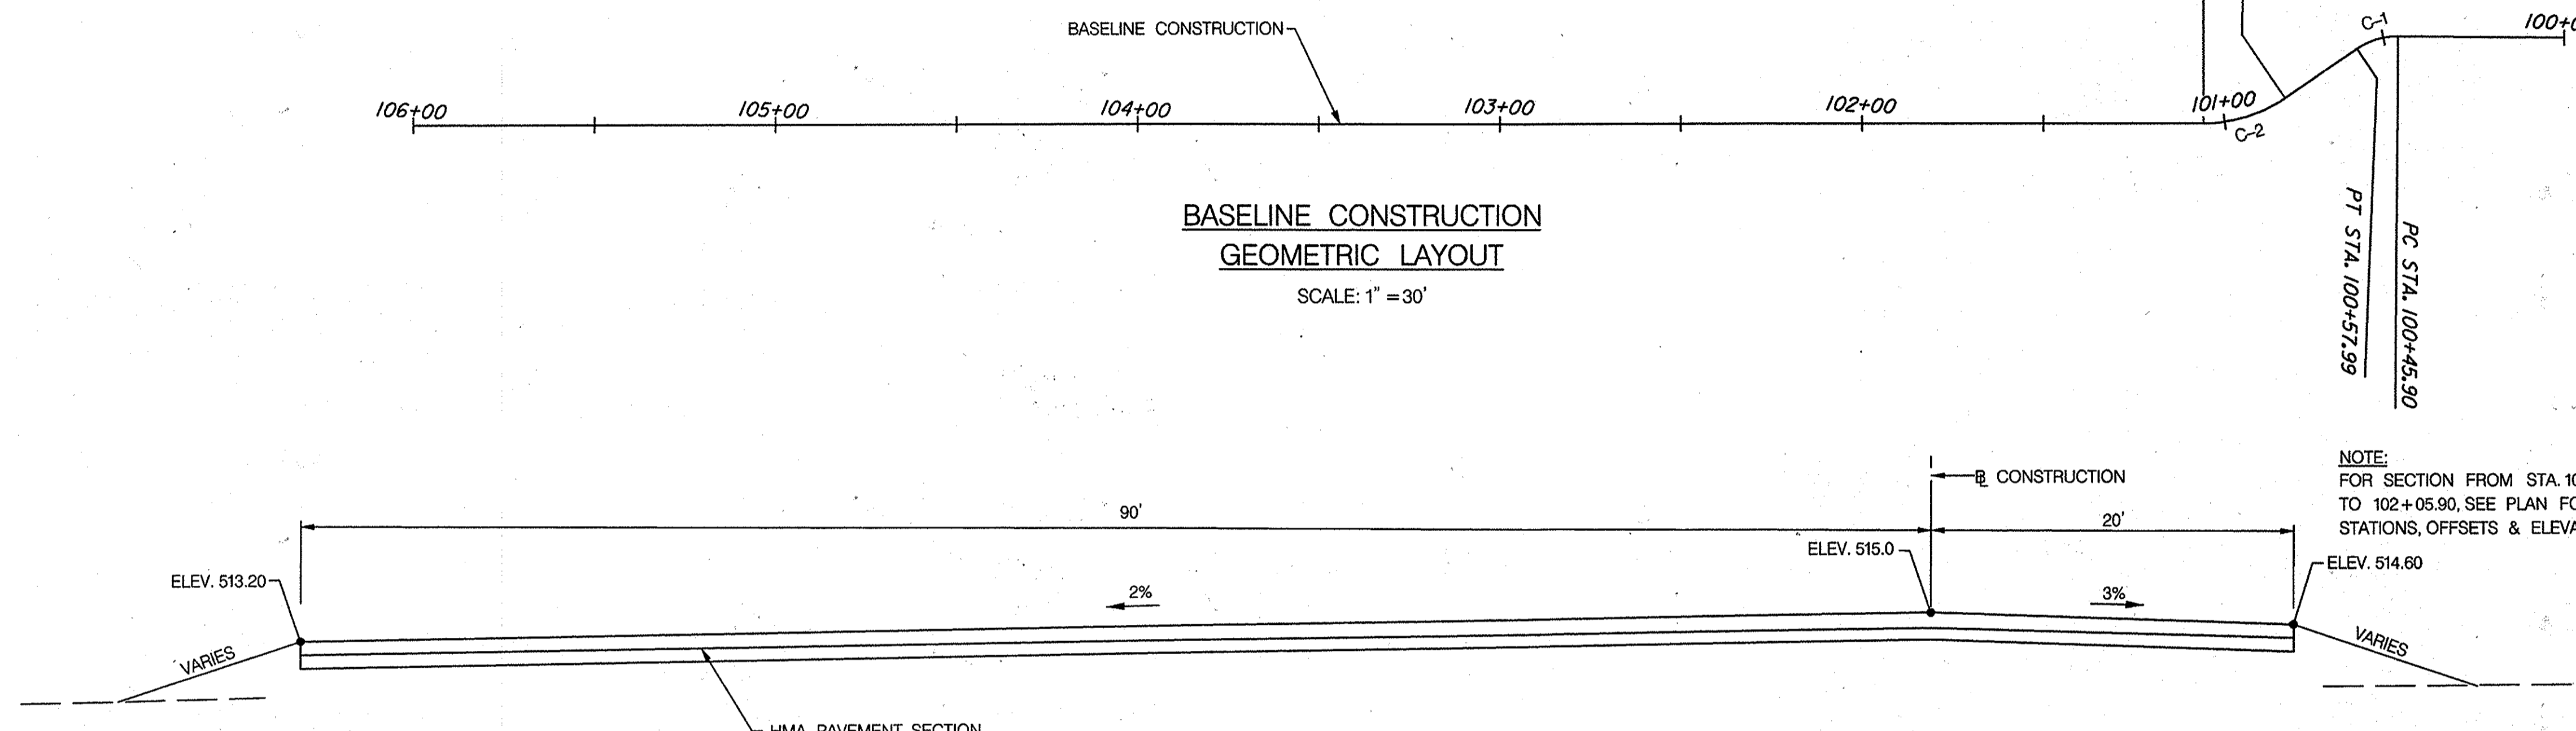 BASELINE CONSTRUCTION
C-1
106+00
105+00
104+00
103+00
102+00
101+00
C-2
BASELINE CONSTRUCTION
GEOMETRIC LAYOUT
SCALE: 1" = 30'
PT STA. 100+57.99
PC STA. 100+45.90
NOTE:
FOR SECTION FROM STA.
TO 102+05.90, SEE PLAN
STATIONS, OFFSETS &
℄ CONSTRUCTION
90'
20'
ELEV. 515.0
ELEV. 513.20
ELEV. 514.60
2%
3%
VARIES
VARIES
HMA PAVEMENT SECTION